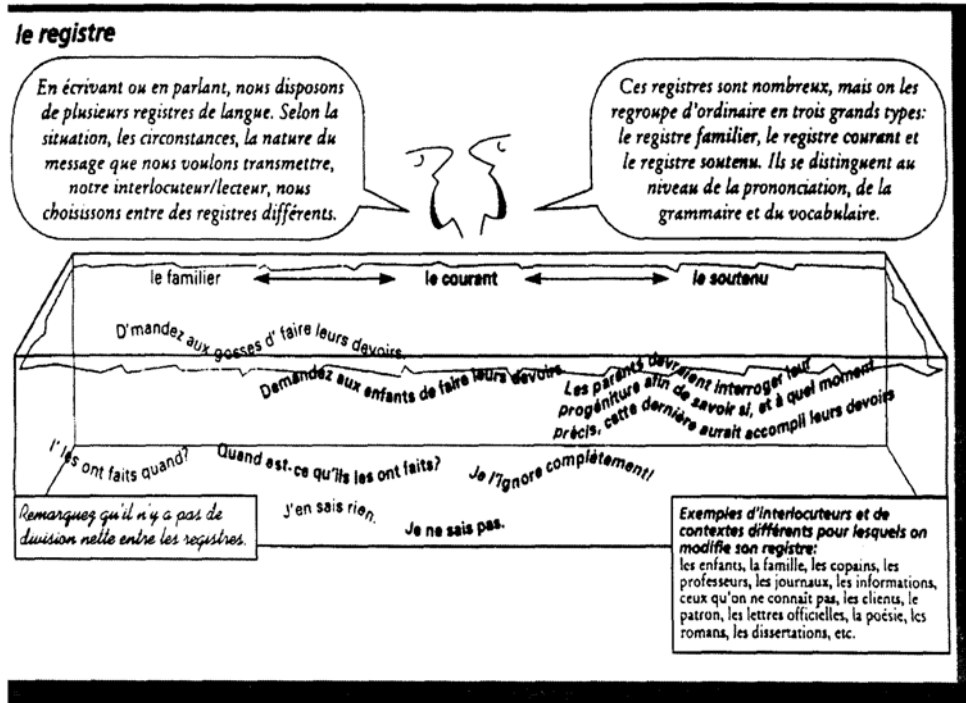 le registre
En écrivant ou en parlant, nous disposons
de plusieurs registres de langue. Selon la
situation, les circonstances, la nature du
message que nous voulons transmettre,
notre interlocuteur/lecteur, nous
choisissons entre des registres différents.
Ces registres sont nombreux, mais on les
regroupe d'ordinaire en trois grands types:
le registre familier, le registre courant et
le registre soutenu. Ils se distinguent au
niveau de la prononciation, de la
grammaire et du vocabulaire.
le familier
le courant
le soutenu
D'mandez aux gosses d' faire leurs devoirs.
Demandez aux enfants de faire leurs devoirs.
Les parents devraient interroger leur
progéniture afin de savoir si, et à quel moment
précis, cette dernière aurait accompli leurs devoirs
I' les ont faits quand?
Quand est-ce qu'ils les ont faits?
Je l'ignore complètement!
J'en sais rien.
Je ne sais pas.
Remarquez qu'il n'y a pas de
division nette entre les registres.
Exemples d'interlocuteurs et de
contextes différents pour lesquels on
modifie son registre:
les enfants, la famille, les copains, les
professeurs, les journaux, les informations,
ceux qu'on ne connaît pas, les clients, le
patron, les lettres officielles, la poésie, les
romans, les dissertations, etc.